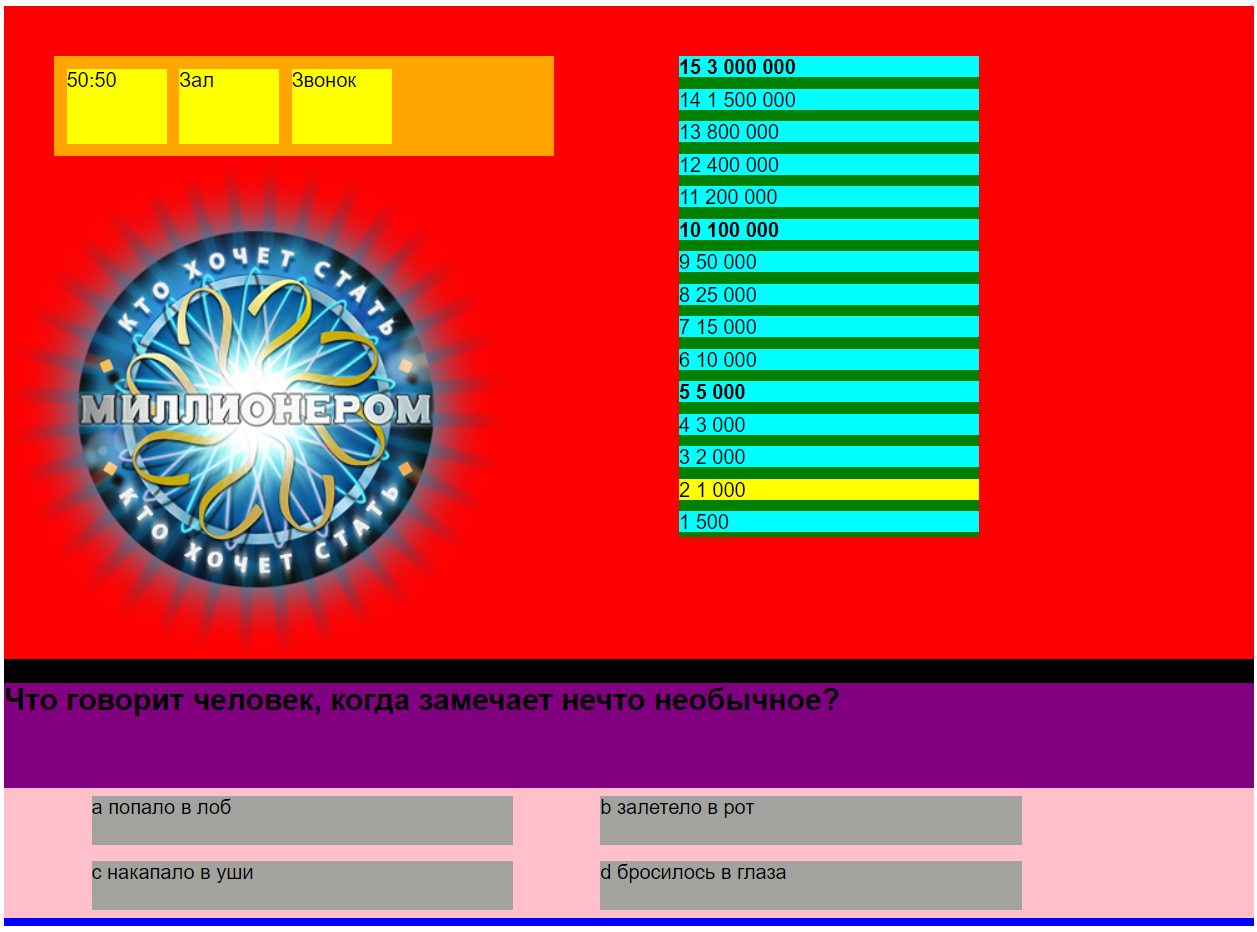 50:50
Зал
Звонок
КТО ХОЧЕТ СТАТЬ
МИЛЛИОНЕРОМ
КТО ХОЧЕТ СТАТЬ
15 3 000 000
14 1 500 000
13 800 000
12 400 000
11 200 000
10 100 000
9 50 000
8 25 000
7 15 000
6 10 000
5 5 000
4 3 000
3 2 000
2 1 000
1 500
Что говорит человек, когда замечает нечто необычное?
a попало в лоб
b залетело в рот
c накапало в уши
d бросилось в глаза